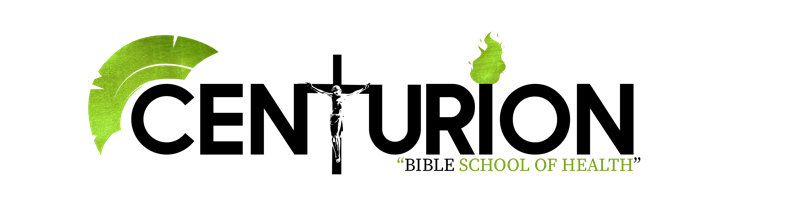 CENTURION
“BIBLE SCHOOL OF HEALTH”